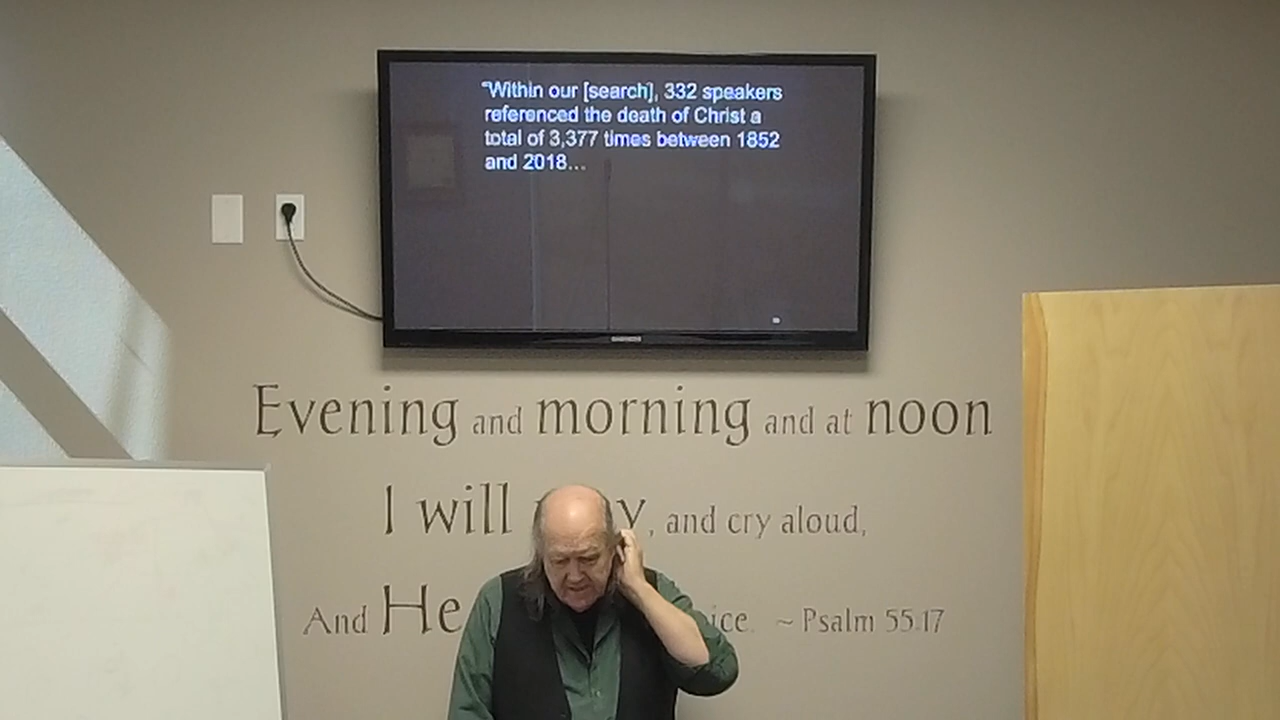 “Within our [search], 332 speakers
referenced the death of Christ a
total of 3,377 times between 1852
and 2018…
Evening and morning and at noon
I will y, and cry aloud,
And He ice. ~ Psalm 55:17